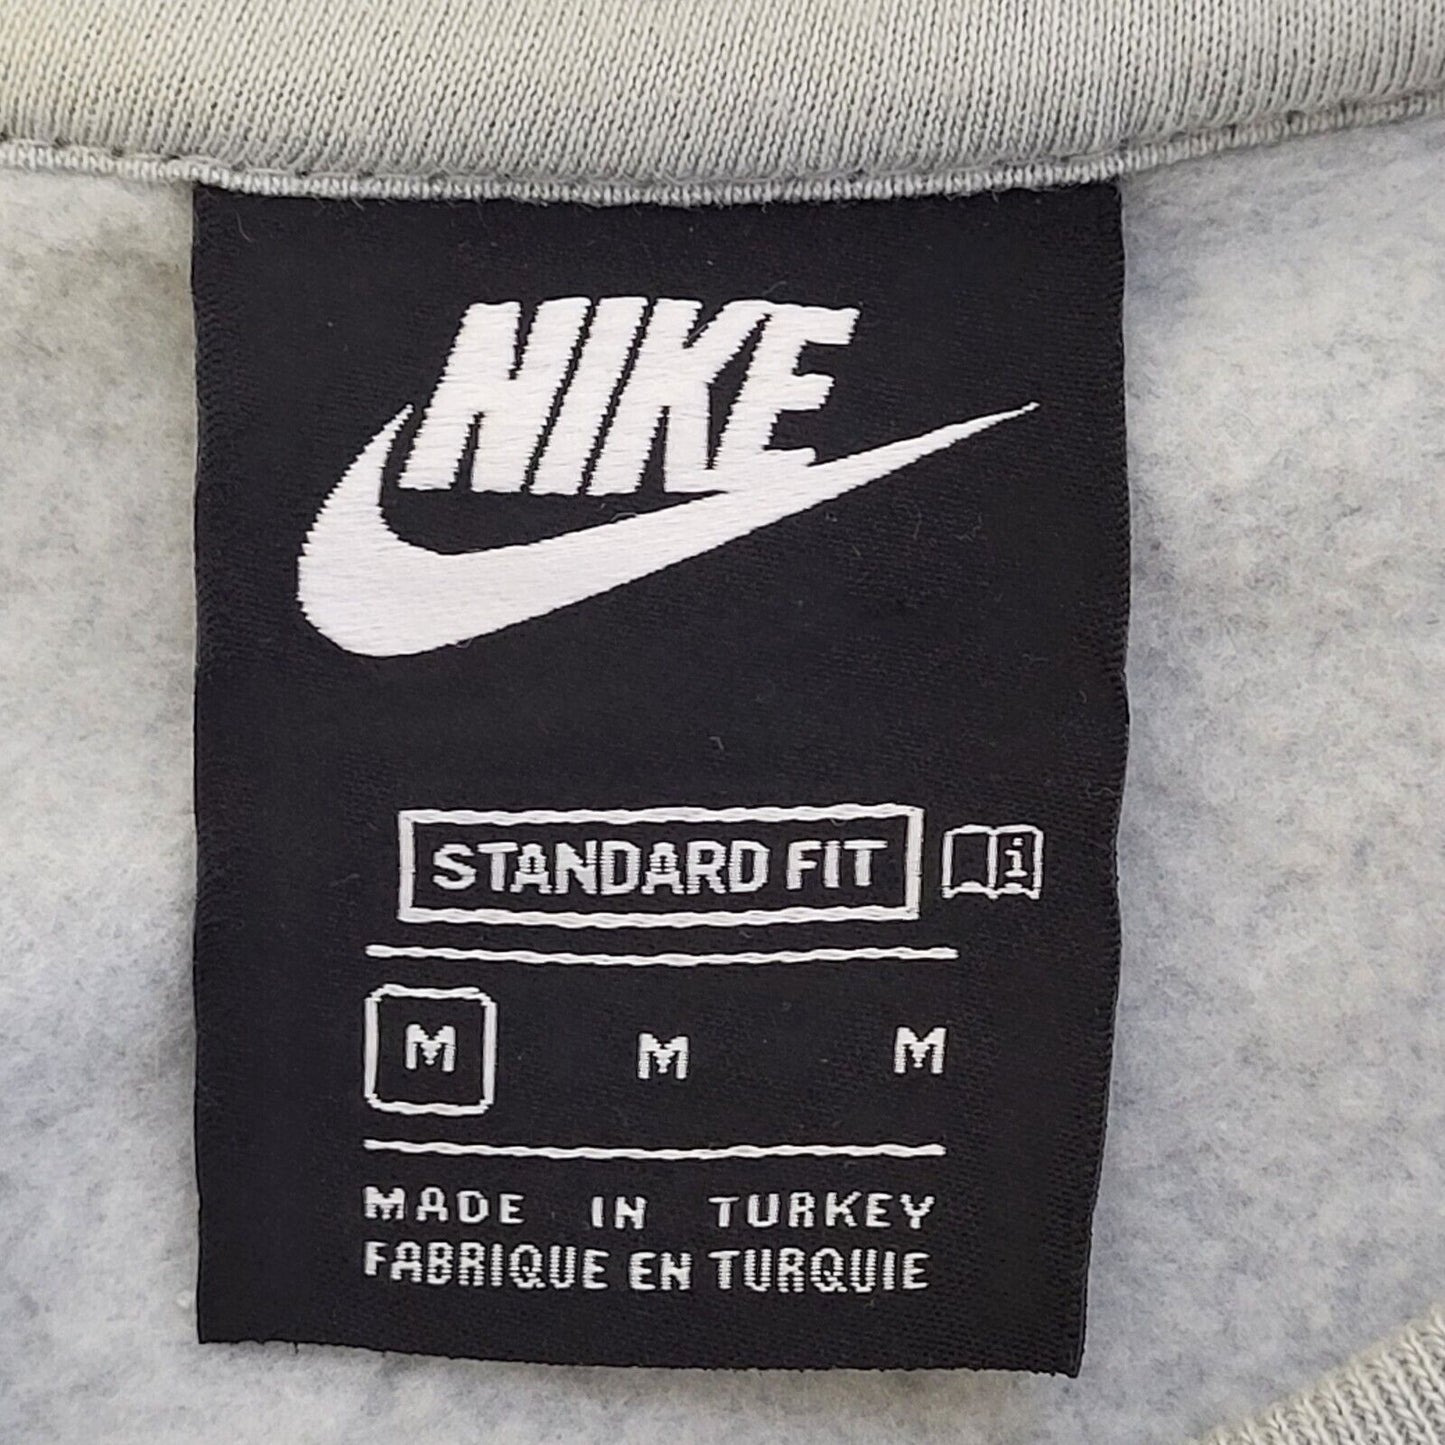 NIKE
STANDARD FIT i
M M M
MADE IN TURKEY
FABRIQUE EN TURQUIE